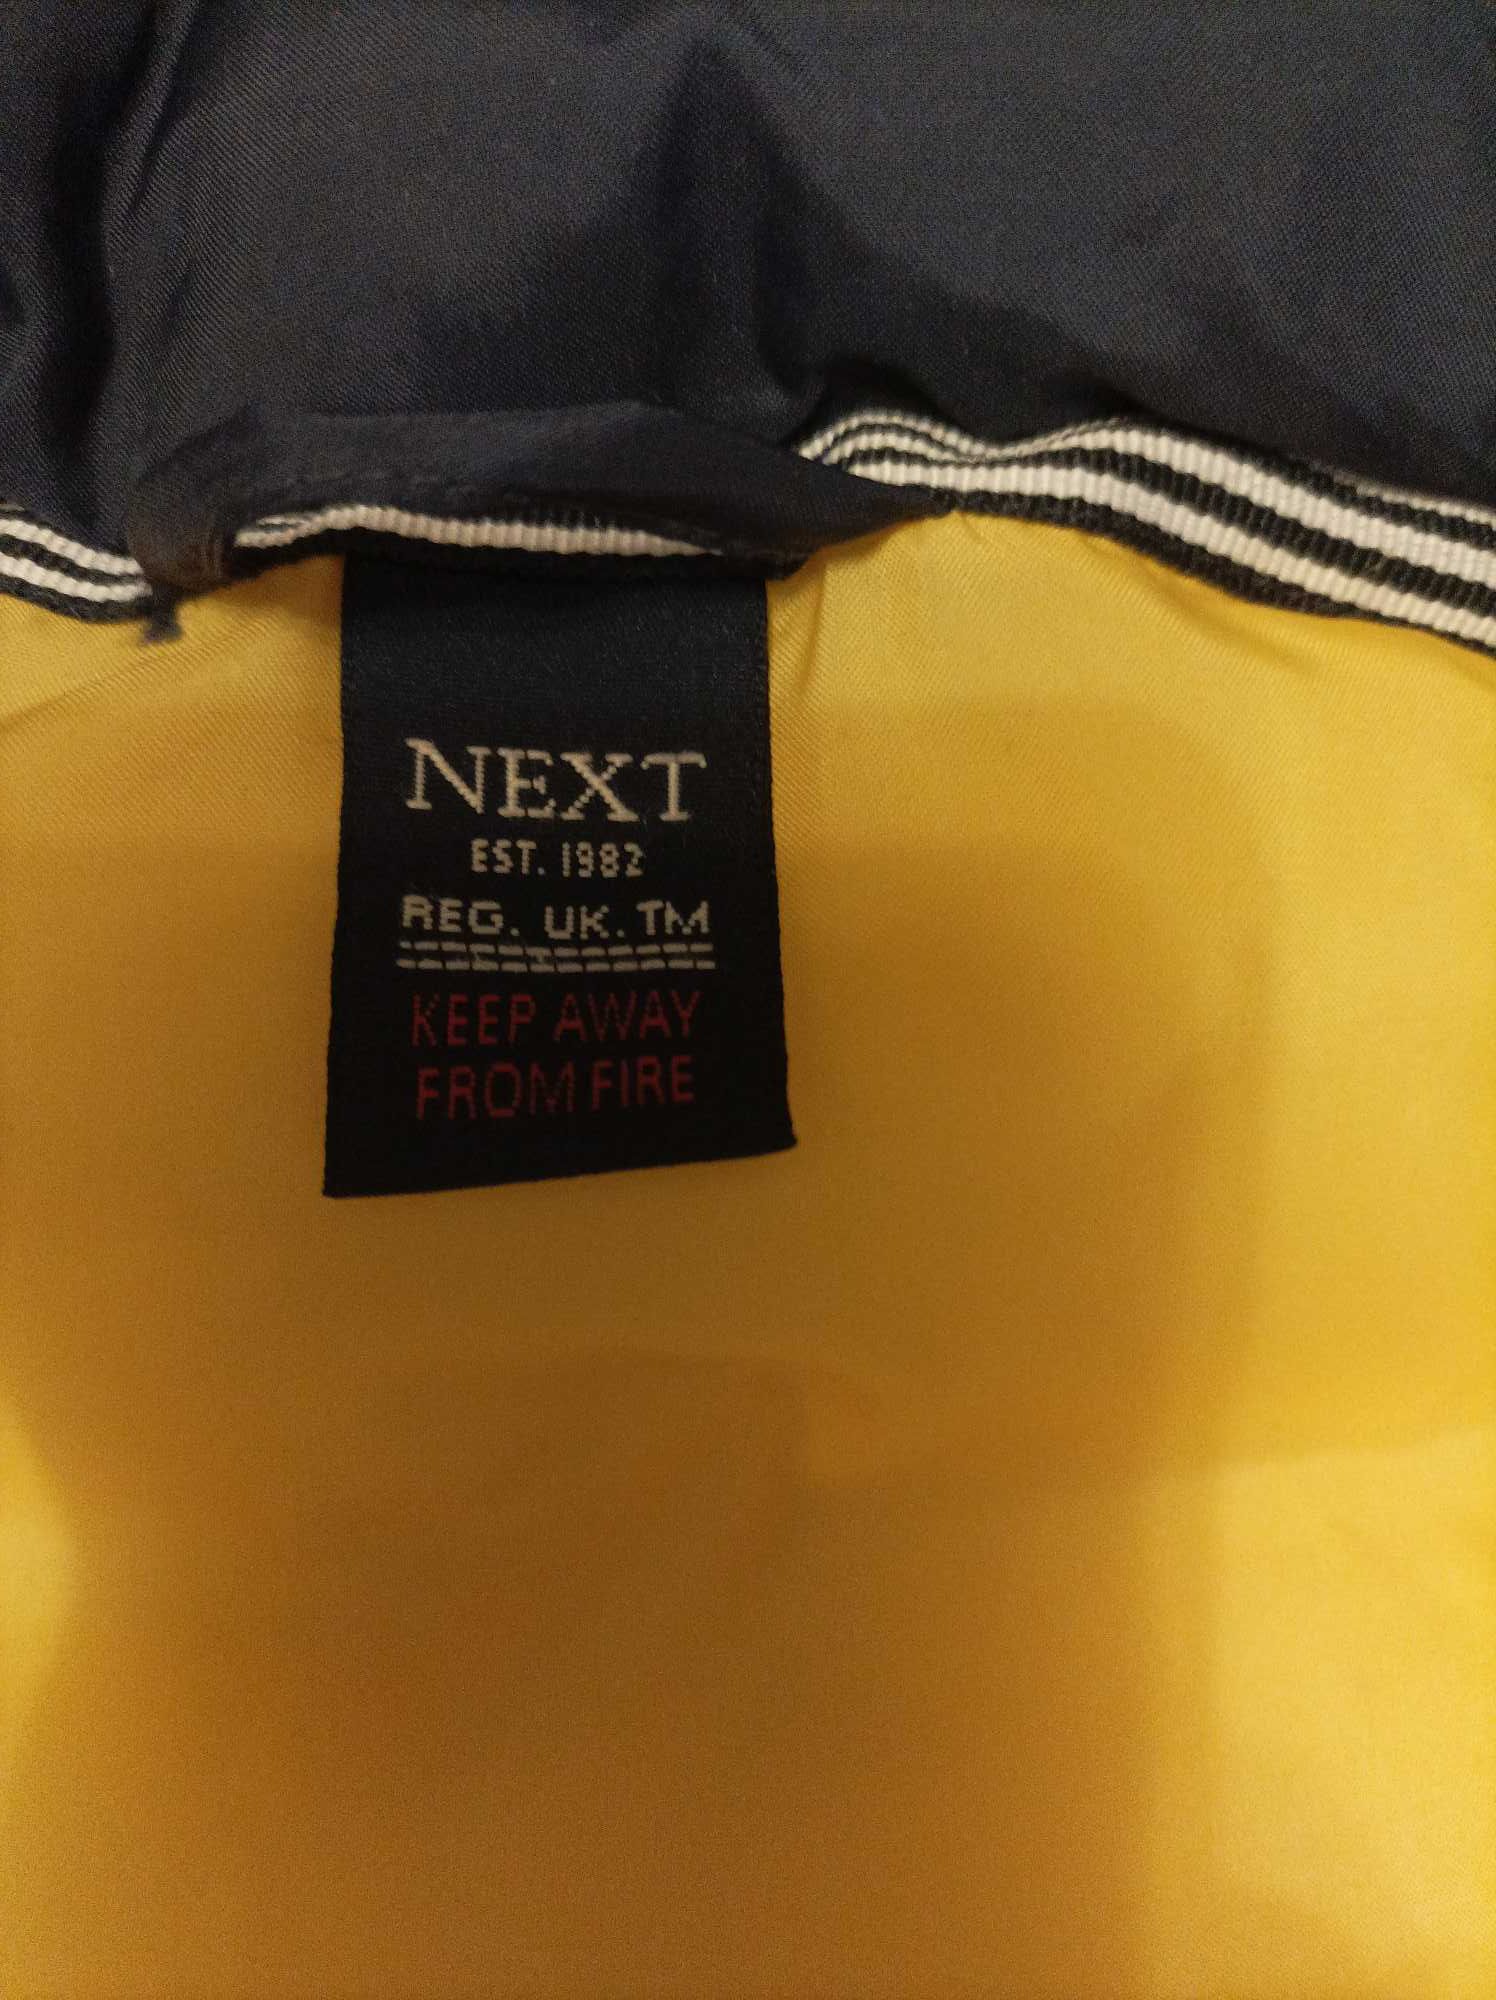 NEXT
EST. 1982
REG. UK. TM
KEEP AWAY
FROM FIRE